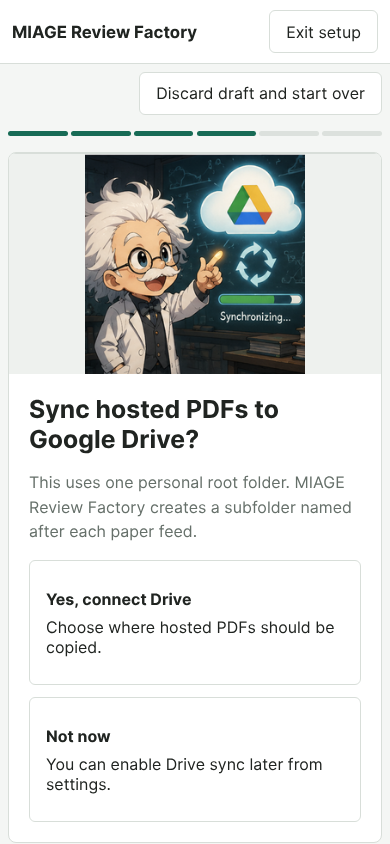 MIAGE Review Factory
Exit setup
Discard draft and start over
Synchronizing...
Sync hosted PDFs to
Google Drive?
This uses one personal root folder. MIAGE
Review Factory creates a subfolder named
after each paper feed.
Yes, connect Drive
Choose where hosted PDFs should be
copied.
Not now
You can enable Drive sync later from
settings.